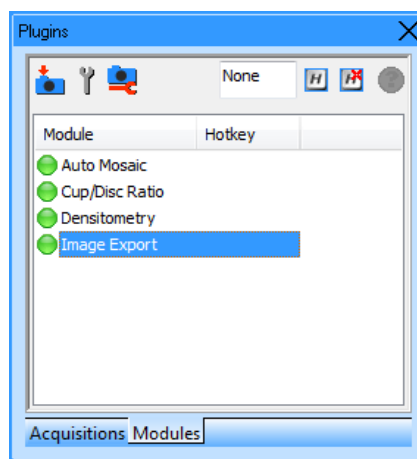 Plugins
None H H
Module Hotkey
Auto Mosaic
Cup/Disc Ratio
Densitometry
Image Export
Acquisitions Modules